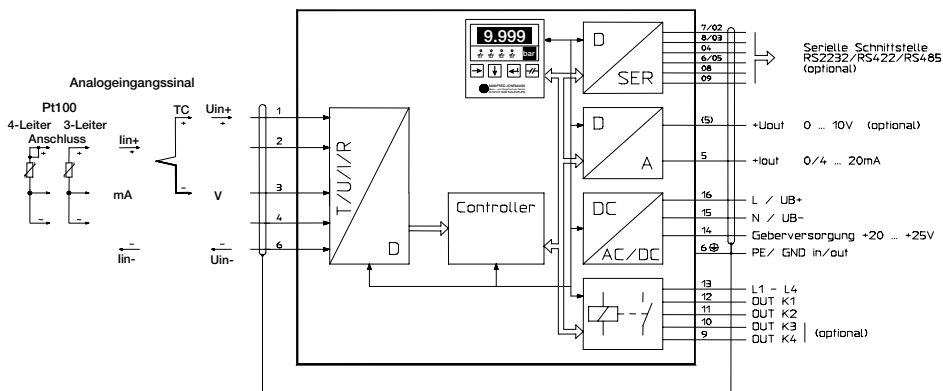 9.999
bar
MANFRED JÜNEMANN
D
SER
7/02
8/03
04
6/05
08
09
Serielle Schnittstelle
RS2232/RS422/RS485
(optional)
Analogeingangssinal
Pt100
4-Leiter 3-Leiter
Anschluss
Iin+
+
mA
-
Iin-
TC
+
-
Uin+
+
V
-
Uin-
1
2
3
4
6
T/U/I/R
D
Controller
D
A
(5) +Uout 0 ... 10V (optional)
5 +Iout 0/4 ... 20mA
DC
AC/DC
16 L / UB+
15 N / UB-
14 Geberversorgung +20 ... +25V
6 PE/ GND in/out
13 L1 - L4
12 OUT K1
11 OUT K2
10 OUT K3
9 OUT K4
(optional)